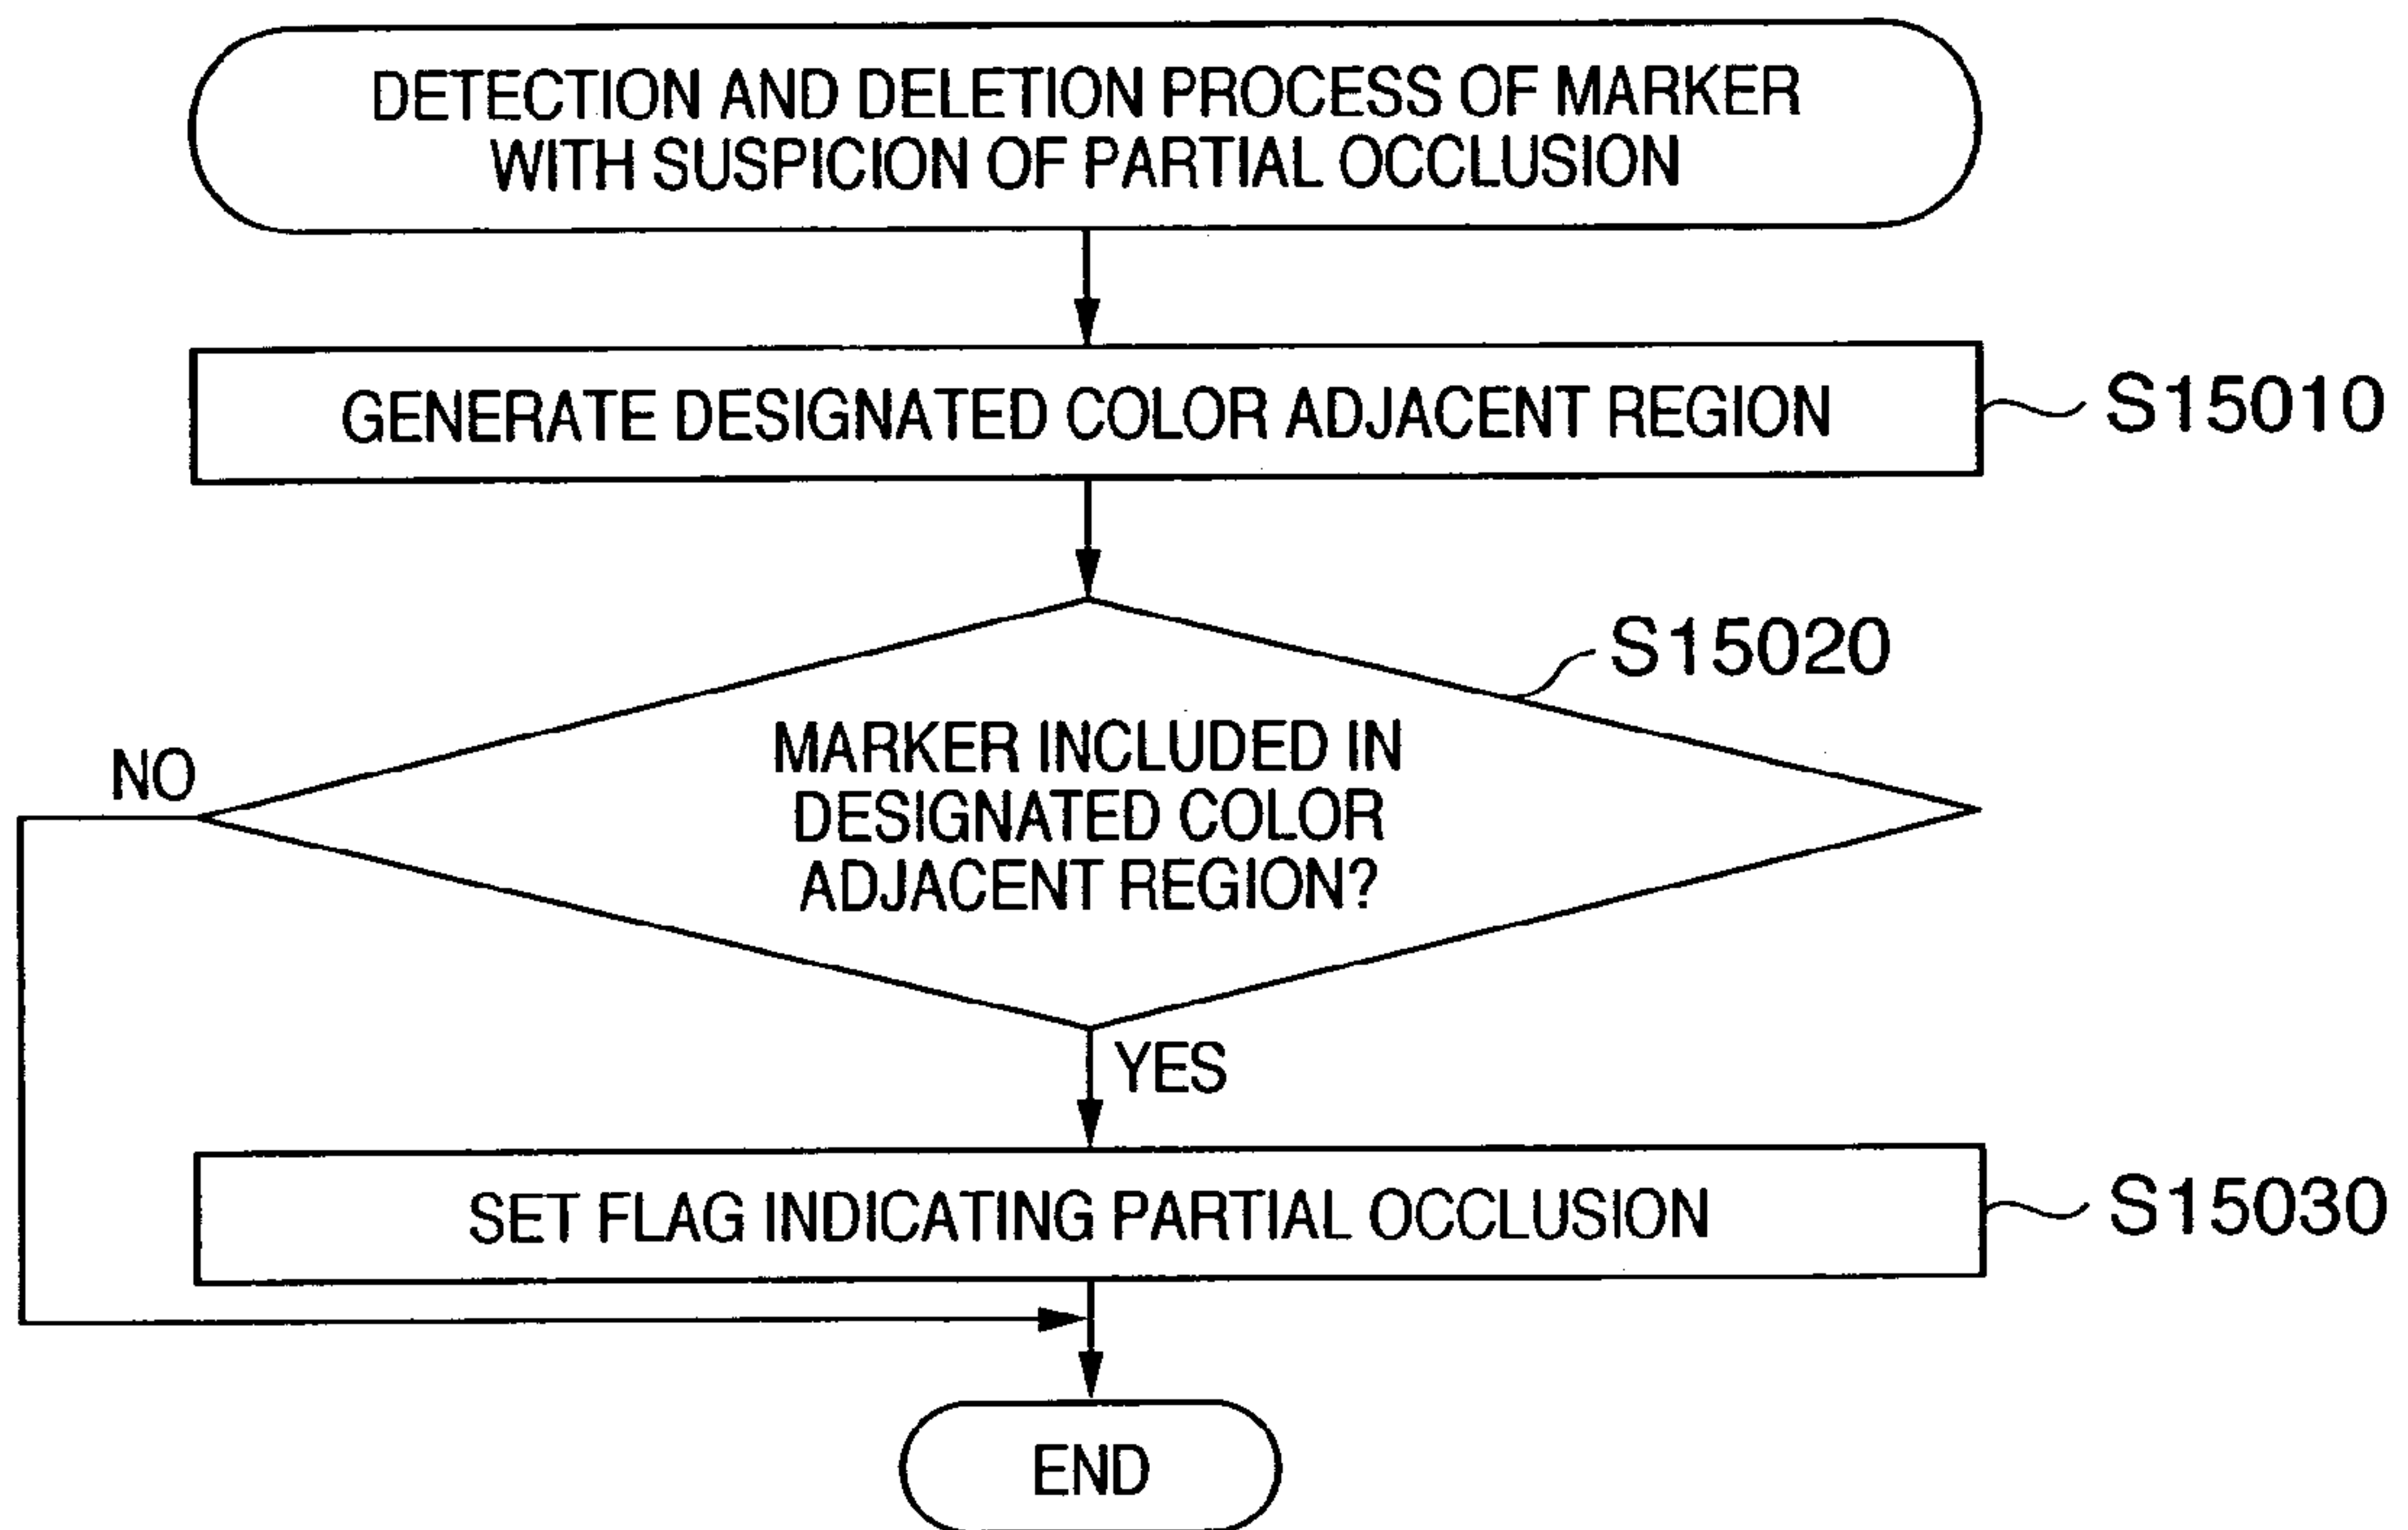 DETECTION AND DELETION PROCESS OF MARKER
WITH SUSPICION OF PARTIAL OCCLUSION
GENERATE DESIGNATED COLOR ADJACENT REGION
S15010
S15020
MARKER INCLUDED IN
DESIGNATED COLOR
ADJACENT REGION?
NO
YES
SET FLAG INDICATING PARTIAL OCCLUSION
S15030
END